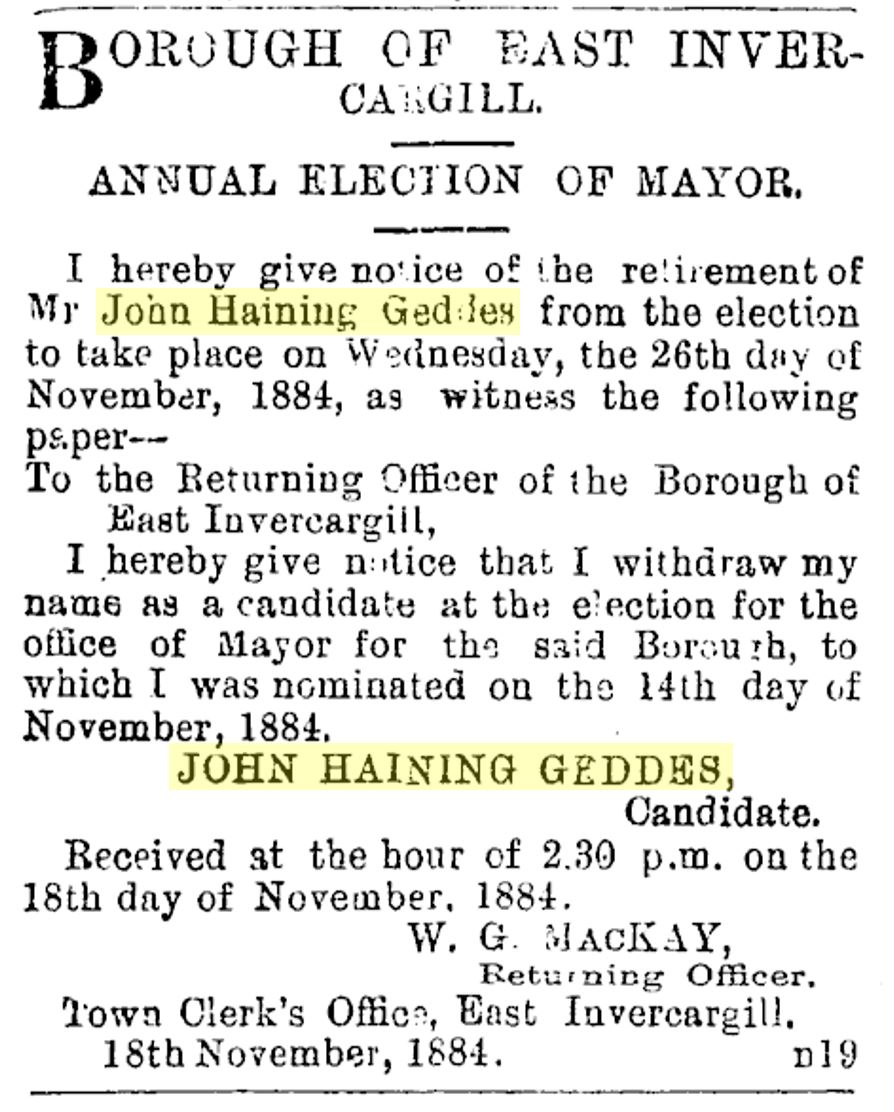 BOROUGH OF EAST INVER-
CARGILL.
ANNUAL ELECTION OF MAYOR.
I hereby give notice of the retirement of
Mr John Haining Geddes from the election
to take place on Wednesday, the 26th day of
November, 1884, as witness the following
paper--
To the Returning Officer of the Borough of
East Invercargill,
I hereby give notice that I withdraw my
name as a candidate at the election for the
office of Mayor for the said Borough, to
which I was nominated on the 14th day of
November, 1884.
JOHN HAINING GEDDES,
Candidate.
Received at the hour of 2.30 p.m. on the
18th day of November, 1884.
W. G. MACKAY,
Returning Officer.
Town Clerk's Office, East Invercargill,
18th November, 1884. n19